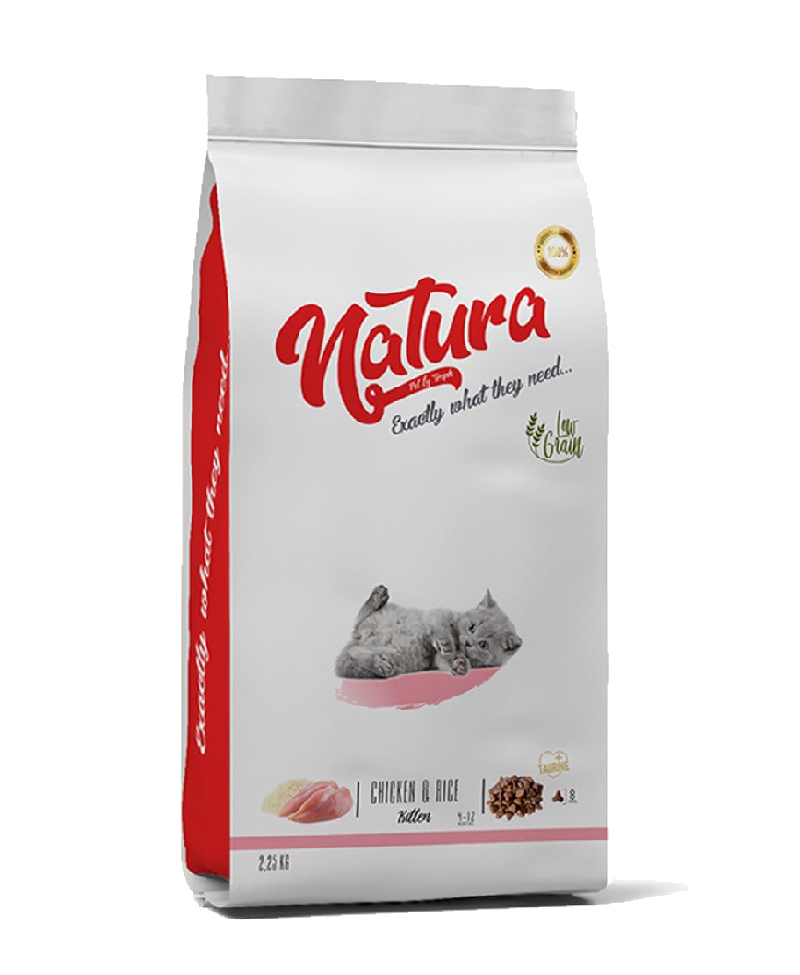 100%
Natura
Exactly what they need...
Low
Grain
Exactly what they need
TAURINE
CHICKEN & RICE
Kitten
2,25 KG